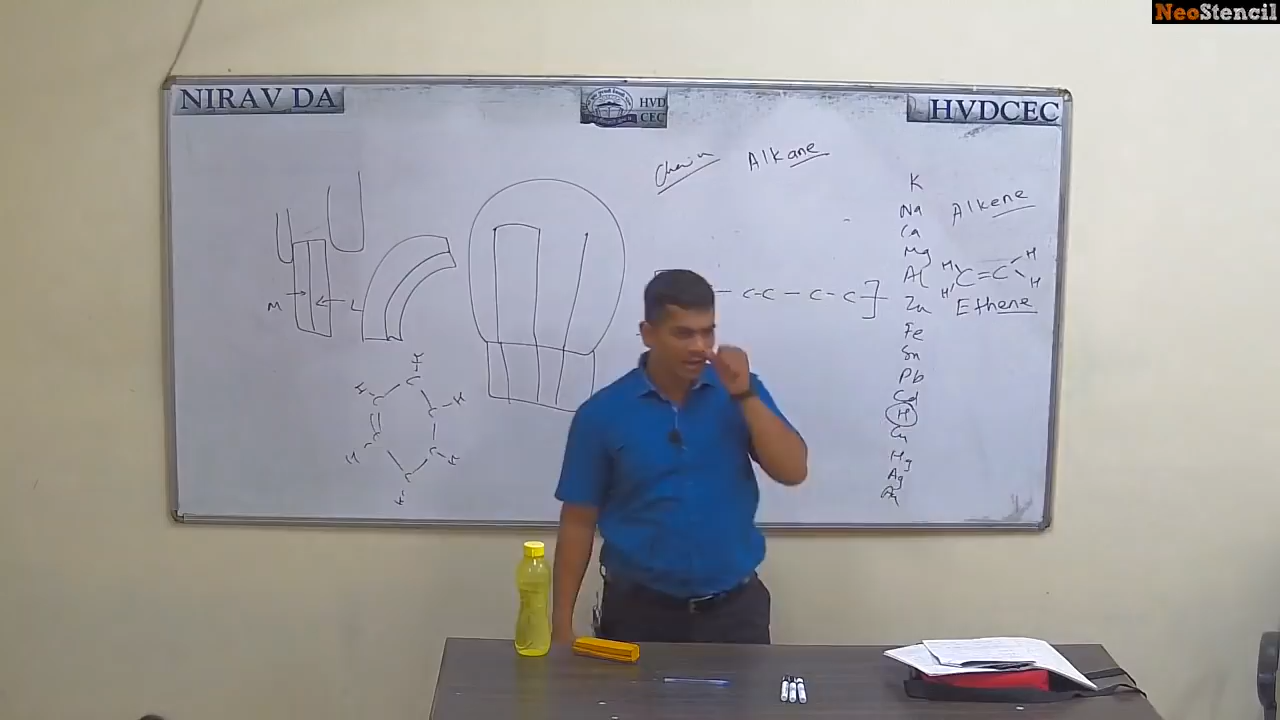 NeoStencil
NIRAV DA
HVD
CEC
HVDCEC
Chain Alkane
K
Na
Ca
Mg
Al
Zn
Fe
Sn
Pb
Cd
H
Cu
Hg
Ag
Alkene
H H
C=C
H H
Ethene
C-C - C-C
M L
H
C
H C
C H
C
H C H
C
H